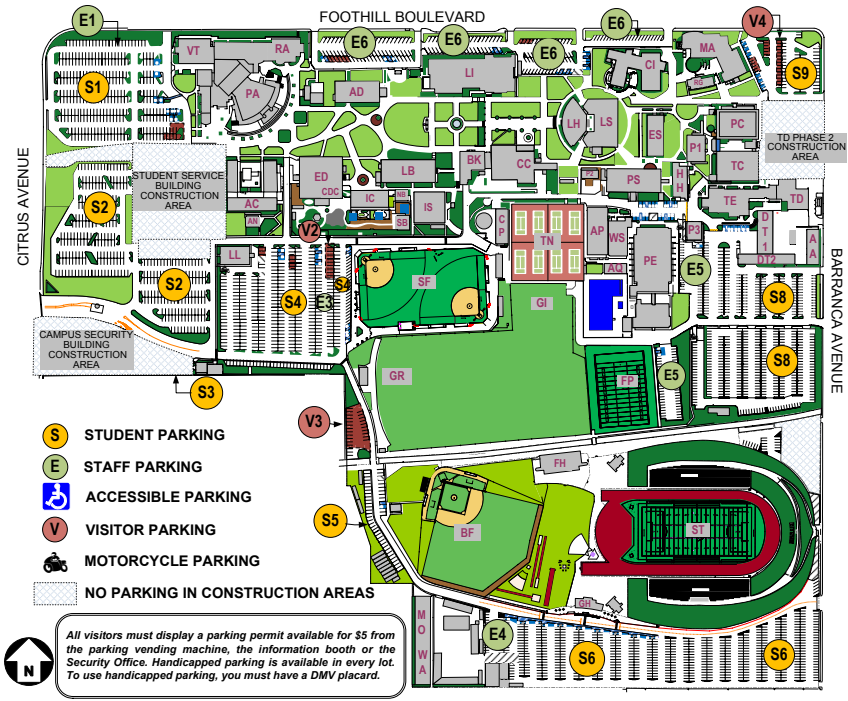 FOOTHILL BOULEVARD
E1
E6
E6
E6
E6
V4
VT
RA
MA
S1
PA
AD
LI
CI
RG
S9
LH
LS
ES
P1
PC
TD PHASE 2
CONSTRUCTION
AREA
CITRUS AVENUE
STUDENT SERVICE
BUILDING
CONSTRUCTION
AREA
ED
CDC
LB
BK
CC
P2
PS
HH
TC
S2
AC
AN
IC
NB
SB
IS
TE
TD
V2
CP
TN
AP
WS
PE
P3
DT1
DT2
AA
LL
S2
S4
S4
E3
SF
AQ
E5
S8
BARRANCA AVENUE
GI
CAMPUS SECURITY
BUILDING
CONSTRUCTION
AREA
S3
GR
FP
E5
S8
V3
S STUDENT PARKING
E STAFF PARKING
ACCESSIBLE PARKING
V VISITOR PARKING
MOTORCYCLE PARKING
NO PARKING IN CONSTRUCTION AREAS
FH
S5
BF
ST
GH
MO
WA
E4
S6
S6
N
All visitors must display a parking permit available for $5 from
the parking vending machine, the information booth or the
Security Office. Handicapped parking is available in every lot.
To use handicapped parking, you must have a DMV placard.